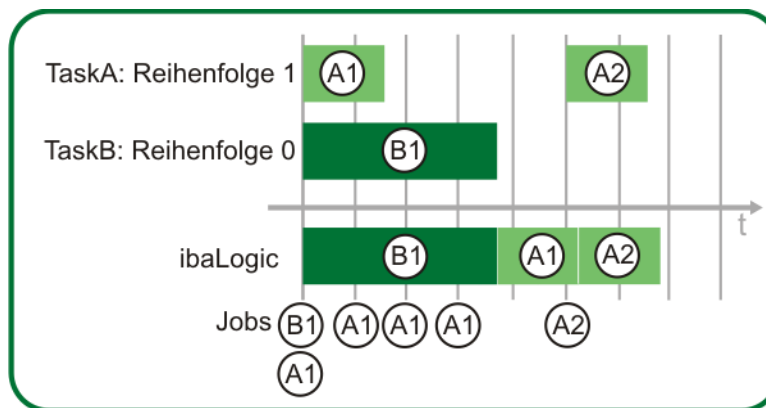 TaskA: Reihenfolge 1 A1 A2
TaskB: Reihenfolge 0 B1
t
ibaLogic B1 A1 A2
Jobs B1 A1 A1 A1 A2
A1